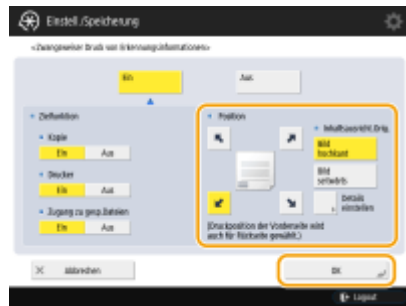 Einstell./Speicherung
<Zwangsweiser Druck von Erkennungsinformationen>
Ein
Aus
Zielfunktion
Kopie
Ein
Aus
Drucker
Ein
Aus
Zugang zu gesp.Dateien
Ein
Aus
Position
Inhaltsausricht.Orig.
Bild
hochkant
Bild
seitwärts
Details
einstellen
(Druckposition der Vorderseite wird
auch für Rückseite gewählt.)
Abbrechen
OK
Logout